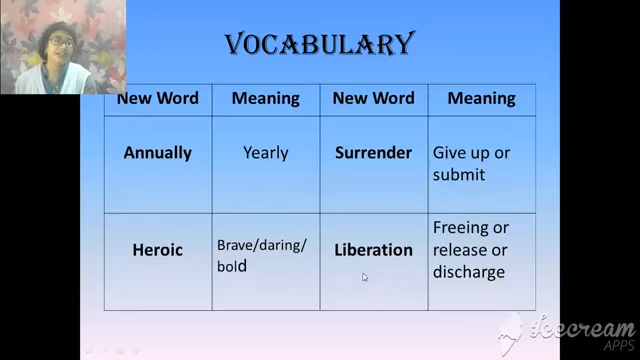 VOCABULARY
New Word Meaning New Word Meaning
Annually Yearly Surrender Give up or
submit
Heroic Brave/daring/
bold Liberation Freeing or
release or
discharge
Icecream
APPS